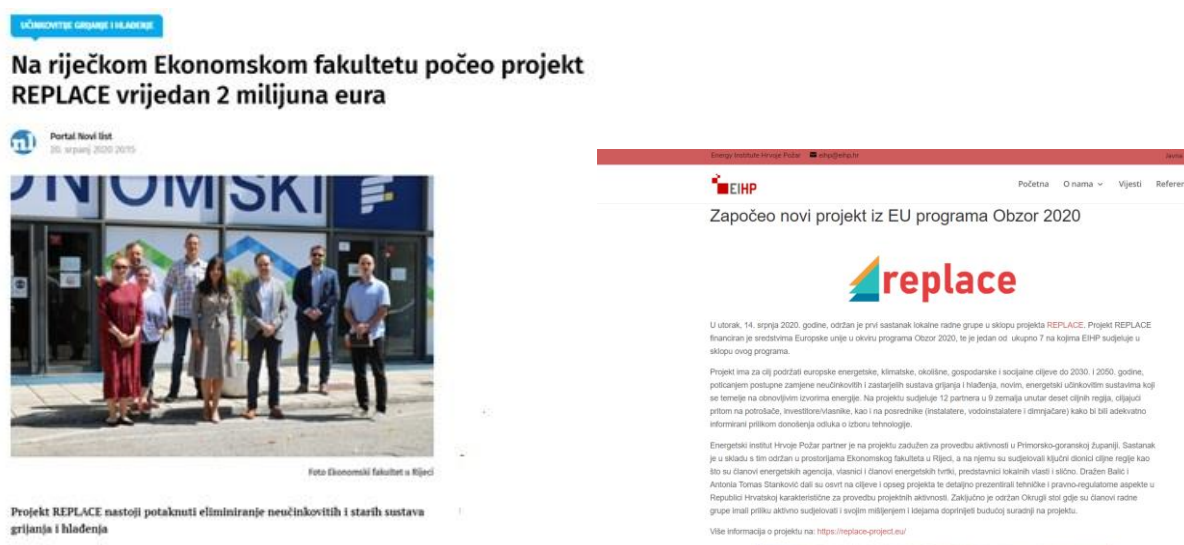 UČINKOVITIJE GRIJANJE I HLAĐENJE
Na riječkom Ekonomskom fakultetu počeo projekt
REPLACE vrijedan 2 milijuna eura
nl
Portal Novi list
20. srpanj 2020 20:15
NOMSKI
Foto Ekonomski fakultet u Rijeci
Projekt REPLACE nastoji potaknuti eliminiranje neučinkovitih i starih sustava
grijanja i hlađenja
Energy Institute Hrvoje Požar eihp@eihp.hr Javna
EIHP
Početna O nama Vijesti Referen
Započeo novi projekt iz EU programa Obzor 2020
replace
U utorak, 14. srpnja 2020. godine, održan je prvi sastanak lokalne radne grupe u sklopu projekta REPLACE. Projekt REPLACE
financiran je sredstvima Europske unije u okviru programa Obzor 2020, te je jedan od ukupno 7 na kojima EIHP sudjeluje u
sklopu ovog programa.
Projekt ima za cilj podržati europske energetske, klimatske, okolišne, gospodarske i socijalne ciljeve do 2030. i 2050. godine,
poticanjem postupne zamjene neučinkovitih i zastarjelih sustava grijanja i hlađenja, novim, energetski učinkovitim sustavima koji
se temelje na obnovljivim izvorima energije. Na projektu sudjeluje 12 partnera u 9 zemalja unutar deset ciljnih regija, ciljajući
pritom na potrošače, investitore/vlasnike, kao i na posrednike (instalatere, vodoinstalatere i dimnjačare) kako bi bili adekvatno
informirani prilikom donošenja odluka o izboru tehnologije.
Energetski institut Hrvoje Požar partner je na projektu zadužen za provedbu aktivnosti u Primorsko-goranskoj županiji. Sastanak
je u skladu s tim održan u prostorijama Ekonomskog fakulteta u Rijeci, a na njemu su sudjelovali ključni dionici ciljne regije kao
što su članovi energetskih agencija, vlasnici i članovi energetskih tvrtki, predstavnici lokalnih vlasti i slično. Dražen Balić i
Antonia Tomas Stanković dali su osvrt na ciljeve i opseg projekta te detaljno prezentirali tehničke i pravno-regulatorne aspekte u
Republici Hrvatskoj karakteristične za provedbu projektnih aktivnosti. Zaključno je održan Okrugli stol gdje su članovi radne
grupe imali priliku aktivno sudjelovati i svojim mišljenjem i idejama doprinijeti budućoj suradnji na projektu.
Više informacija o projektu na: https://replace-project.eu/